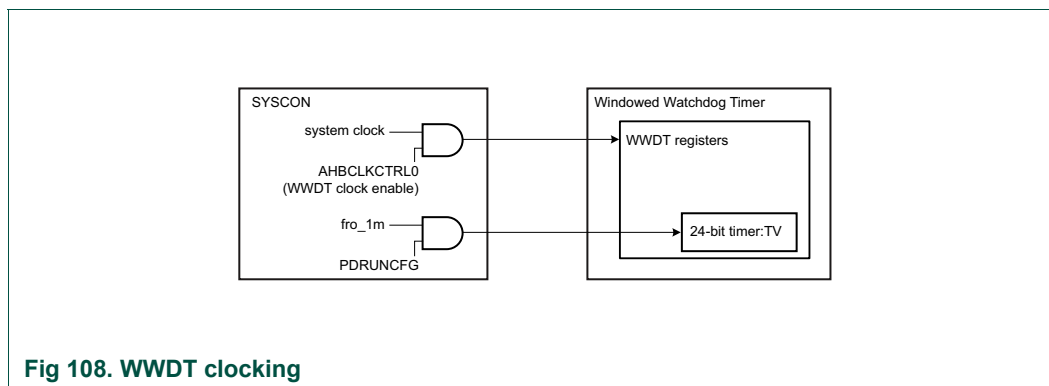 SYSCON
system clock
AHBCLKCTRL0
(WWDT clock enable)
fro_1m
PDRUNCFG
Windowed Watchdog Timer
WWDT registers
24-bit timer:TV
Fig 108. WWDT clocking